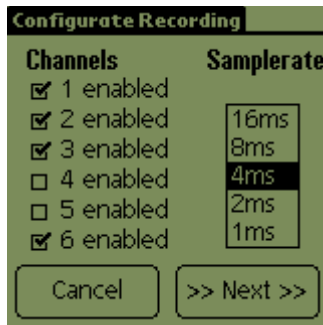 Configurate Recording
Channels Samplerate
1 enabled
2 enabled 16ms
3 enabled 8ms
4 enabled 4ms
5 enabled 2ms
6 enabled 1ms
Cancel >> Next >>